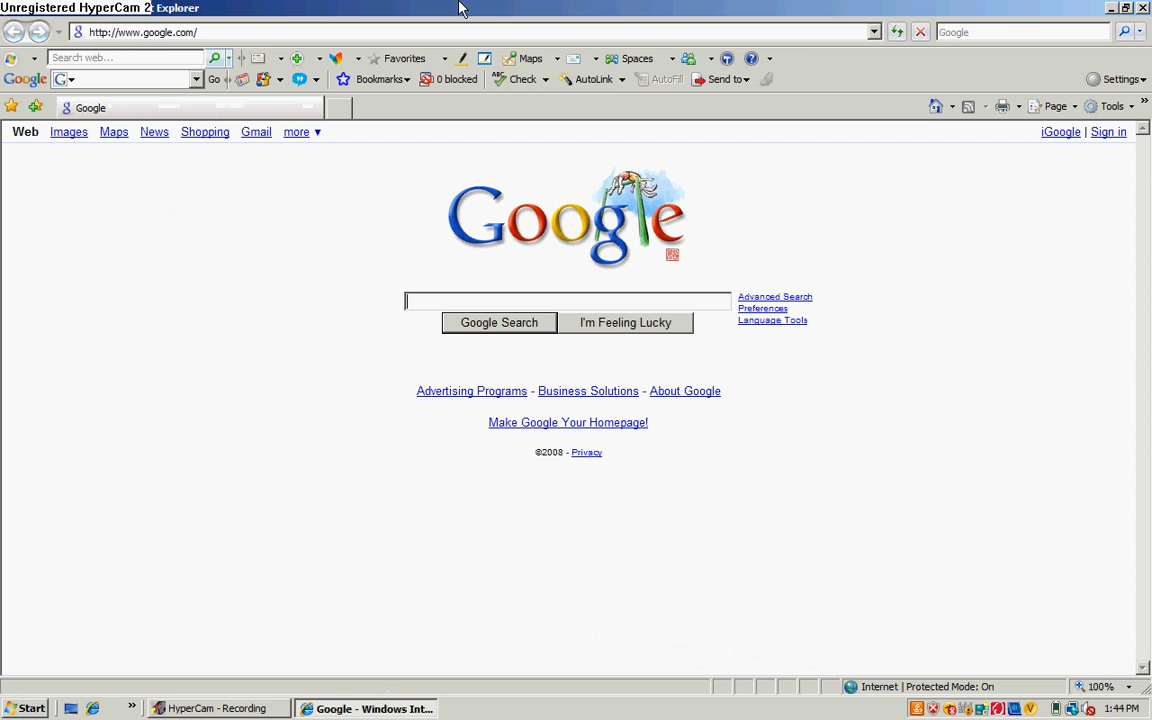 Unregistered HyperCam 2 Explorer
http://www.google.com/
Google
Search web...
Favorites
Maps
Spaces
Google
G
Go
Bookmarks
0 blocked
ABC Check
AutoLink
AutoFill
Send to
Settings
Google
Page
Tools
Web Images Maps News Shopping Gmail more ▼
iGoogle | Sign in
Google
Advanced Search
Preferences
Language Tools
Google Search
I'm Feeling Lucky
Advertising Programs - Business Solutions - About Google
Make Google Your Homepage!
©2008 - Privacy
Internet | Protected Mode: On
100%
Start
HyperCam - Recording
Google - Windows Int...
1:44 PM